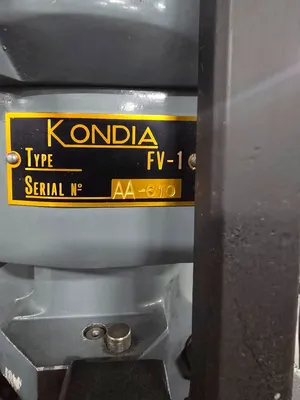 KONDIA
TYPE FV-1
SERIAL Nº AA-610